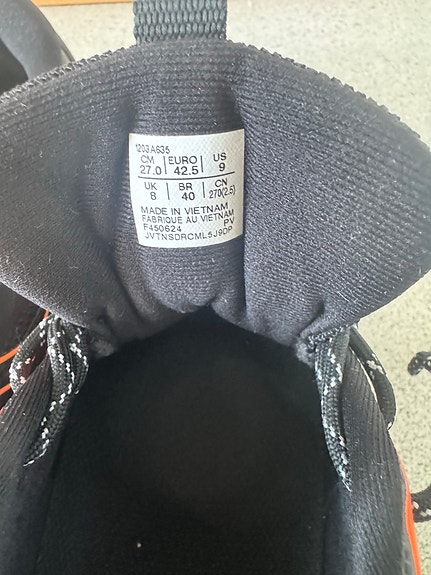 1203A635
CM EURO US
27.0 42.5 9
UK BR CN
8 40 270(2.5)
MADE IN VIETNAM
FABRIQUE AU VIETNAM
F450624 PV
JVTNSDRCML5J9DP